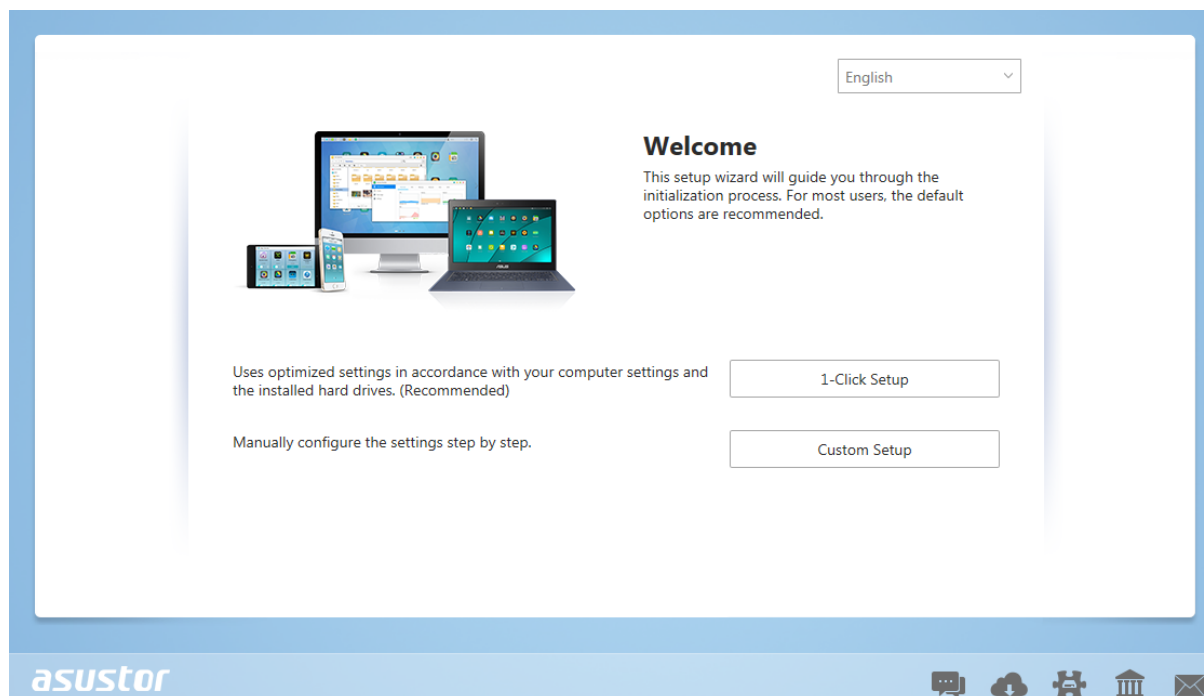 English
Welcome
This setup wizard will guide you through the
initialization process. For most users, the default
options are recommended.
Uses optimized settings in accordance with your computer settings and
the installed hard drives. (Recommended)
1-Click Setup
Manually configure the settings step by step.
Custom Setup
asustor